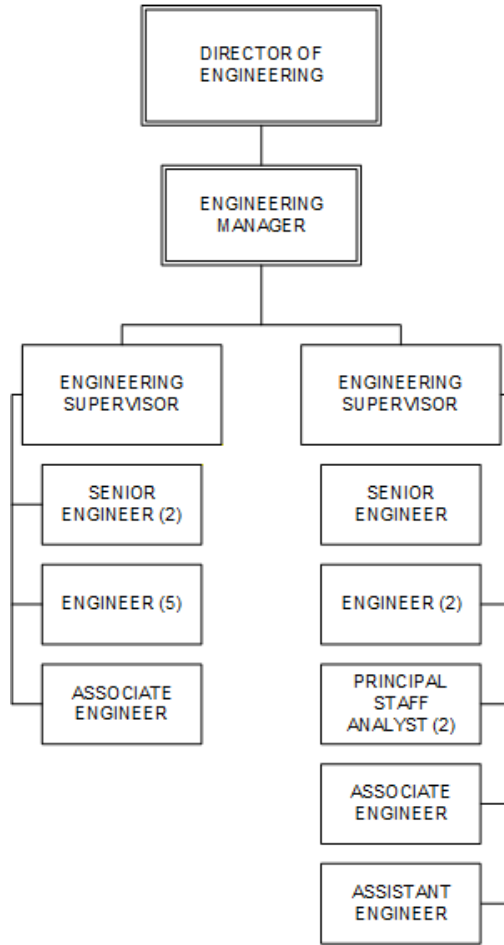 DIRECTOR OF
ENGINEERING
ENGINEERING
MANAGER
ENGINEERING
SUPERVISOR
SENIOR
ENGINEER (2)
ENGINEER (5)
ASSOCIATE
ENGINEER
ENGINEERING
SUPERVISOR
SENIOR
ENGINEER
ENGINEER (2)
PRINCIPAL
STAFF
ANALYST (2)
ASSOCIATE
ENGINEER
ASSISTANT
ENGINEER